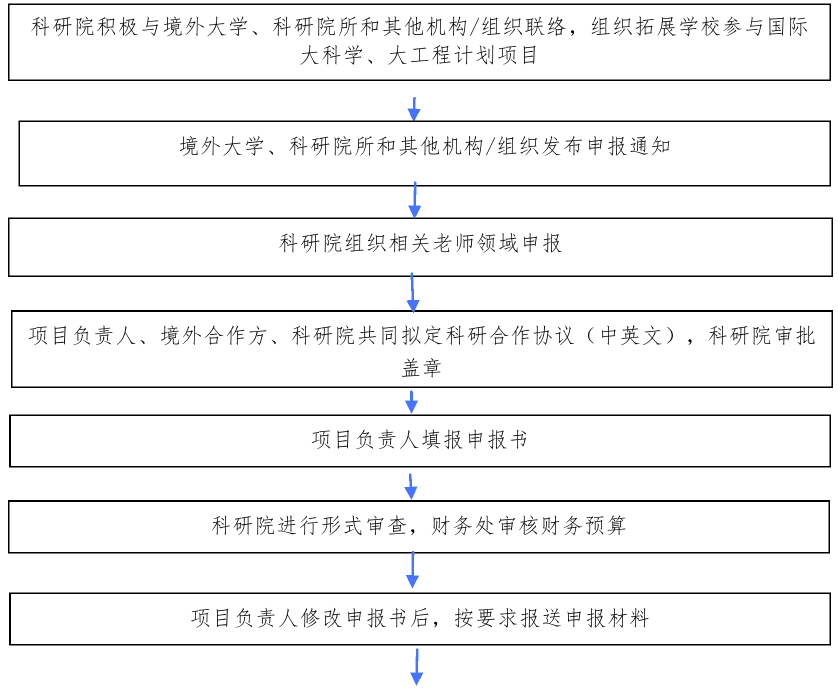 科研院积极与境外大学、科研院所和其他机构/组织联络，组织拓展学校参与国际
大科学、大工程计划项目
境外大学、科研院所和其他机构/组织发布申报通知
科研院组织相关老师领域申报
项目负责人、境外合作方、科研院共同拟定科研合作协议（中英文），科研院审批
盖章
项目负责人填报申报书
科研院进行形式审查，财务处审核财务预算
项目负责人修改申报书后，按要求报送申报材料